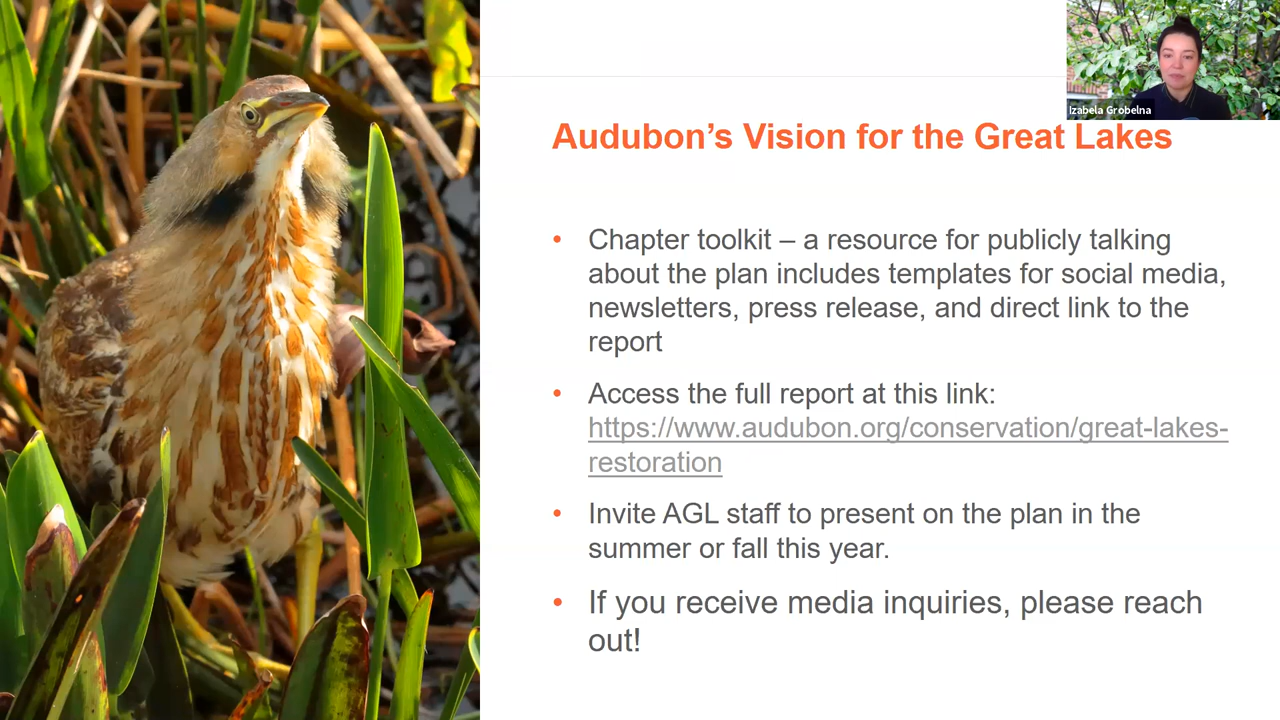 Izabela Grobelna
Audubon’s Vision for the Great Lakes
• Chapter toolkit – a resource for publicly talking
about the plan includes templates for social media,
newsletters, press release, and direct link to the
report
• Access the full report at this link:
https://www.audubon.org/conservation/great-lakes-
restoration
• Invite AGL staff to present on the plan in the
summer or fall this year.
• If you receive media inquiries, please reach
out!